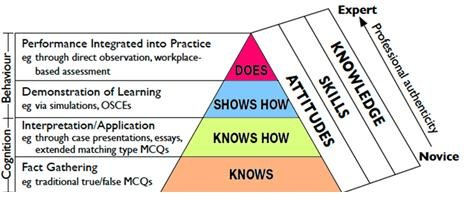 Expert
Performance Integrated into Practice
eg through direct observation, workplace-
based assessment
DOES
Demonstration of Learning
eg via simulations, OSCEs
SHOWS HOW
Interpretation/Application
eg through case presentations, essays,
extended matching type MCQs
KNOWS HOW
Fact Gathering
eg traditional true/false MCQs
KNOWS
Behaviour
Cognition
ATTITUDES
SKILLS
KNOWLEDGE
Professional authenticity
Novice